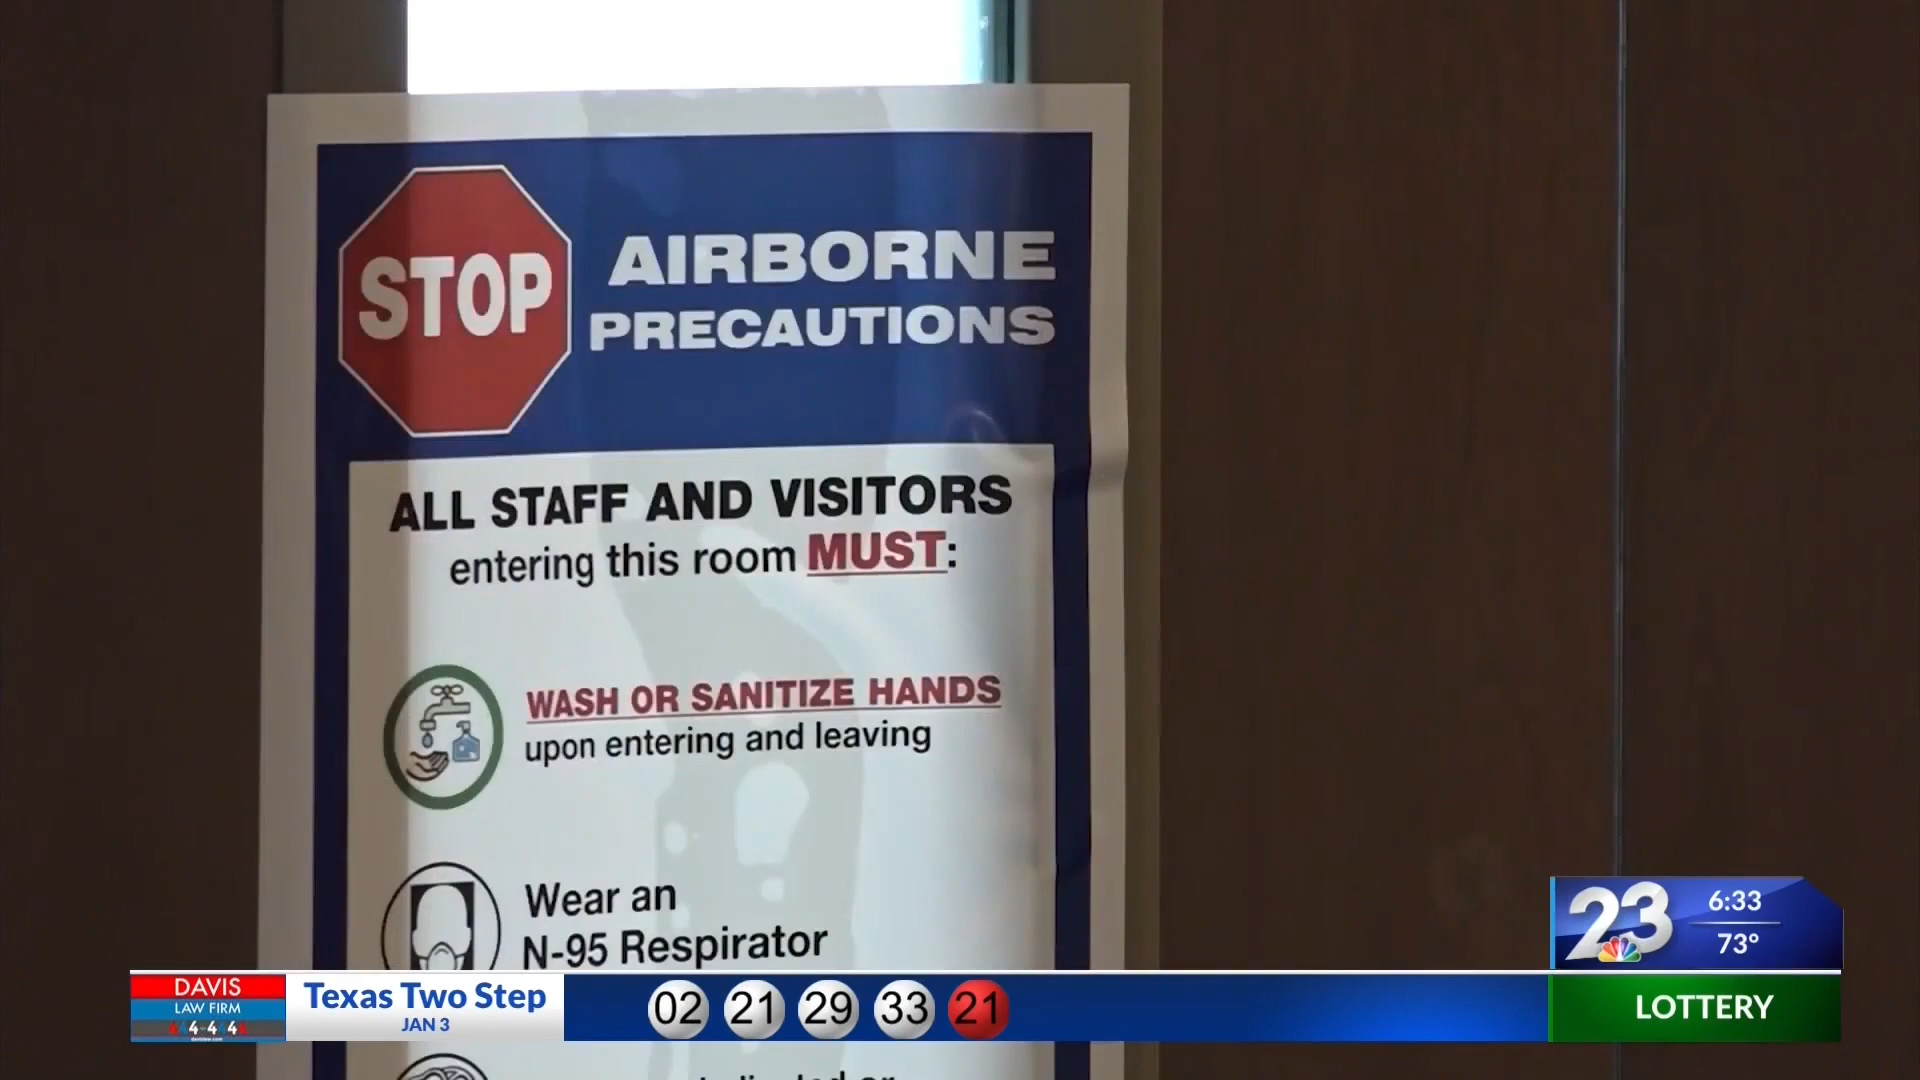 STOP
AIRBORNE
PRECAUTIONS
ALL STAFF AND VISITORS
entering this room MUST:
WASH OR SANITIZE HANDS
upon entering and leaving
Wear an
N-95 Respirator
23
6:33
73°
DAVIS
LAW FIRM
Texas Two Step
JAN 3
02 21 29 33 21
LOTTERY